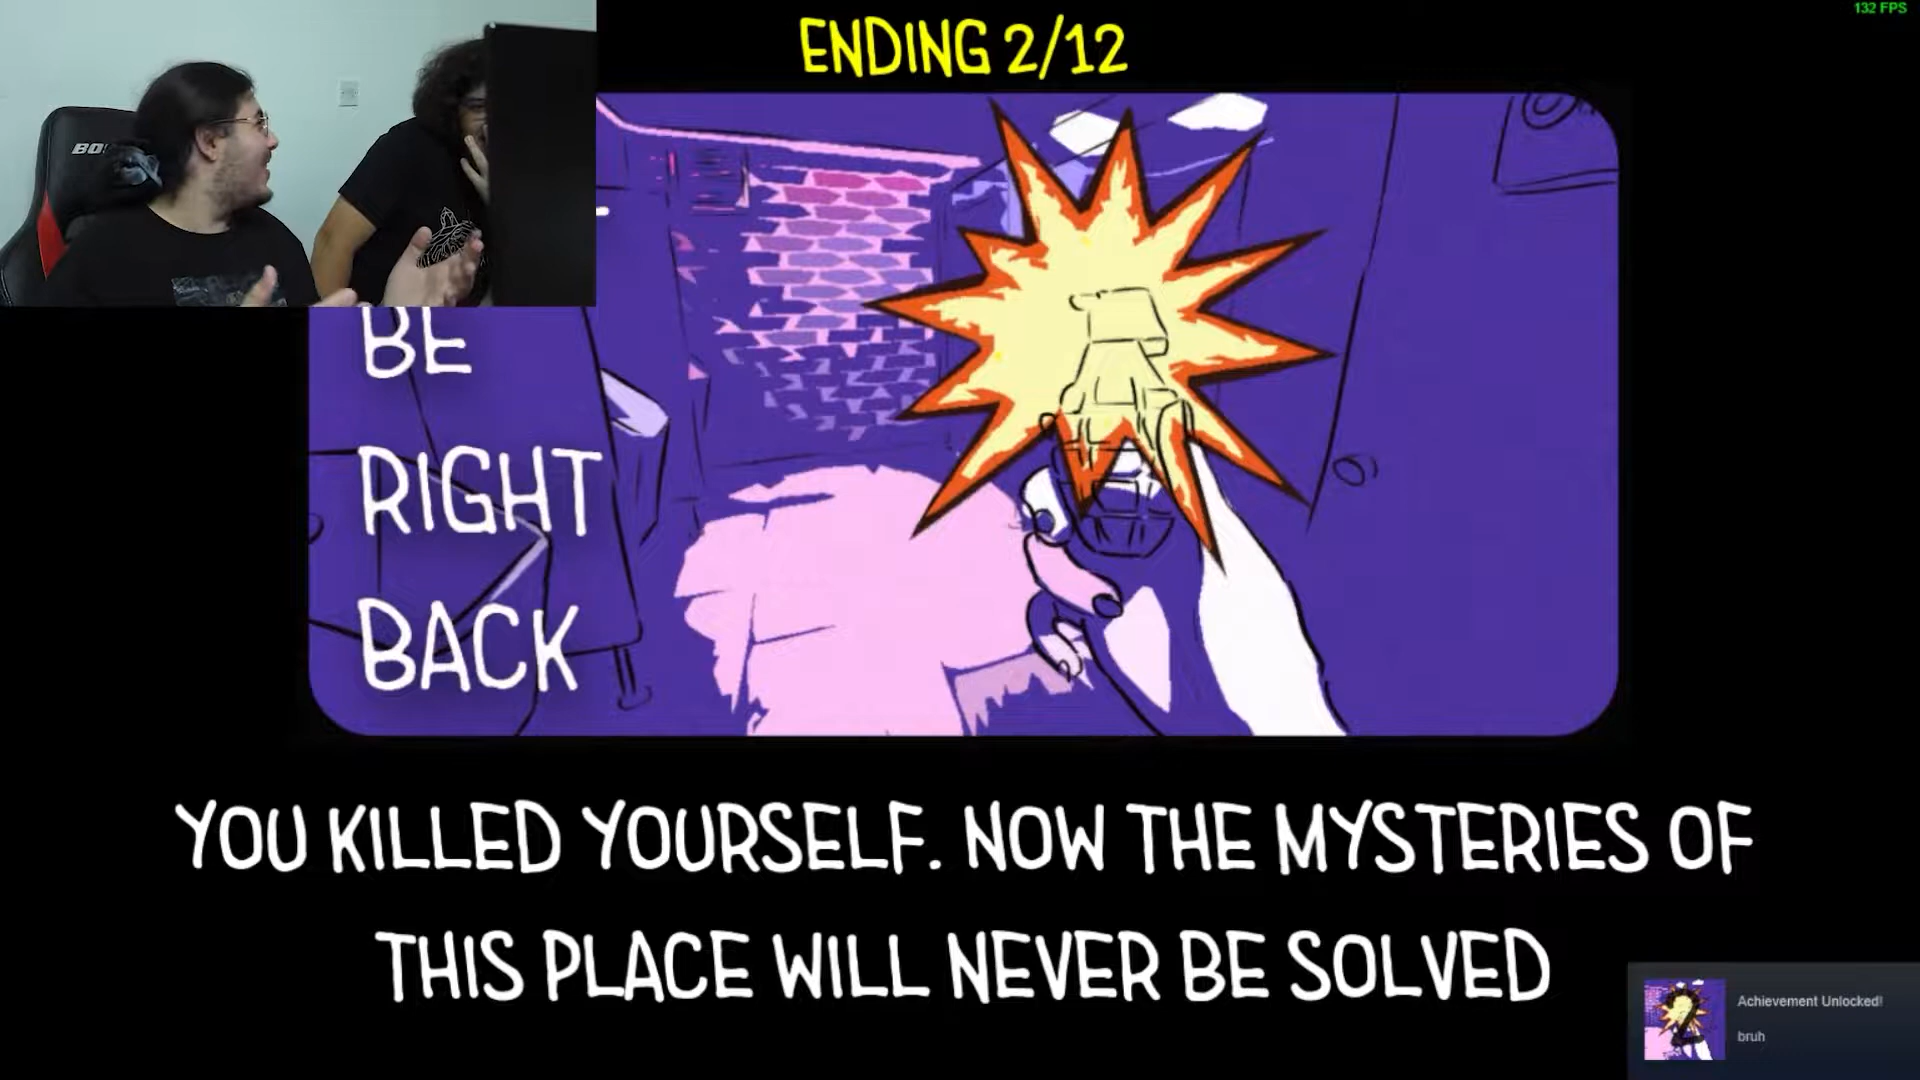 132 FPS
ENDING 2/12
BE
RIGHT
BACK
YOU KILLED YOURSELF. NOW THE MYSTERIES OF
THIS PLACE WILL NEVER BE SOLVED
Achievement Unlocked!
bruh